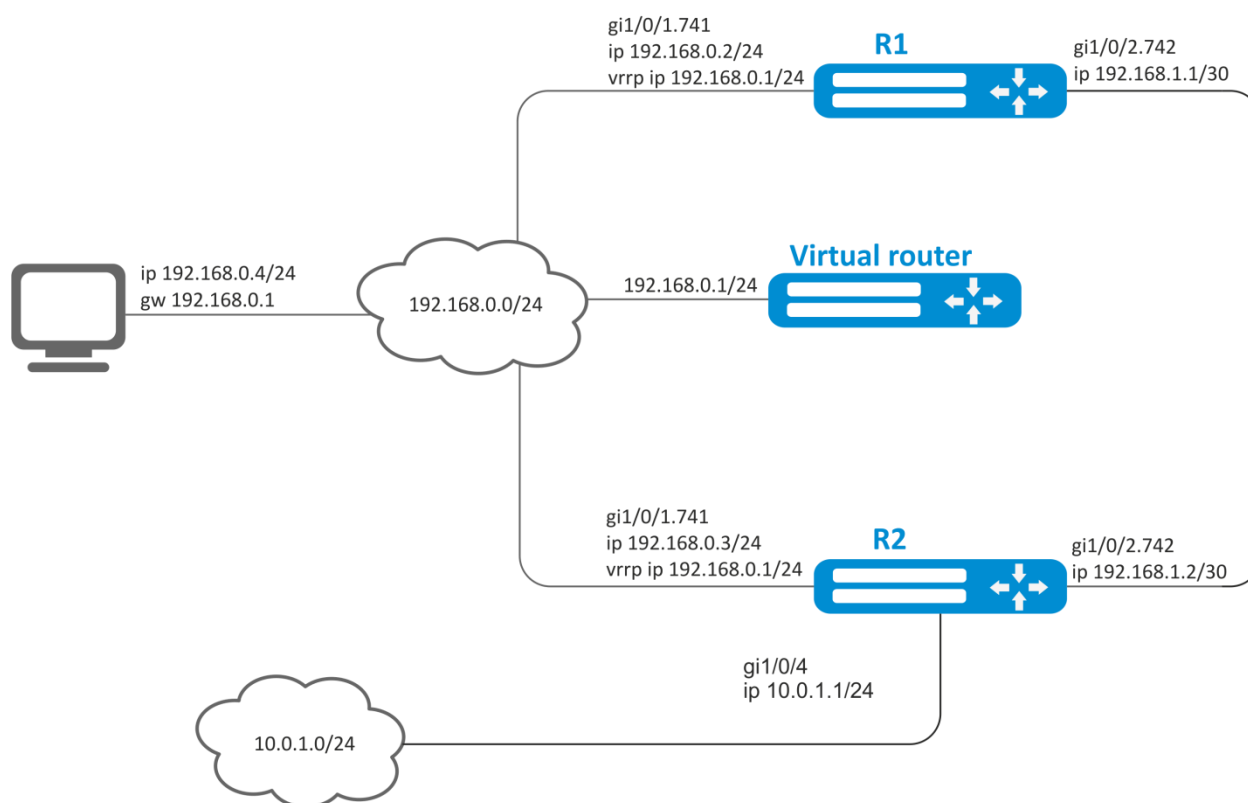 gi1/0/1.741
ip 192.168.0.2/24
vrrp ip 192.168.0.1/24
R1
gi1/0/2.742
ip 192.168.1.1/30
ip 192.168.0.4/24
gw 192.168.0.1
192.168.0.0/24
192.168.0.1/24
Virtual router
gi1/0/1.741
ip 192.168.0.3/24
vrrp ip 192.168.0.1/24
R2
gi1/0/2.742
ip 192.168.1.2/30
gi1/0/4
ip 10.0.1.1/24
10.0.1.0/24